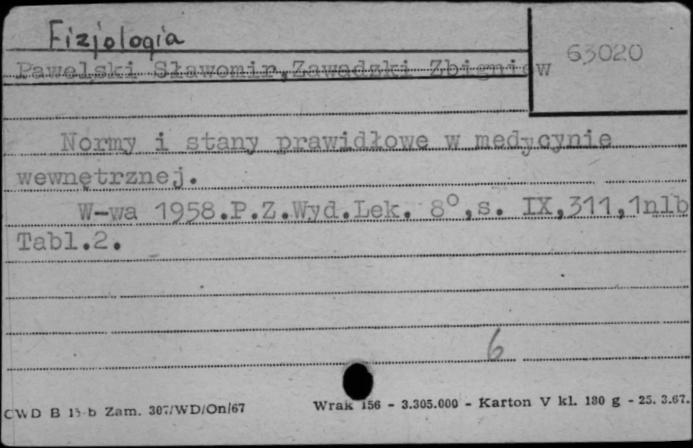 Fizjologia
63020
Pawelski Sławomir,Zawadzki Zbigniew
Normy i stany prawidłowe w medycynie
wewnętrznej.
W-wa 1958.P.Z.Wyd.Lek. 8°,s. IX,311,1nlb
Tabl.2.
6
CWD B 15-b Zam. 307/WD/On/67
Wrak 156 - 3.305.000 - Karton V kl. 180 g - 25. 3.67.